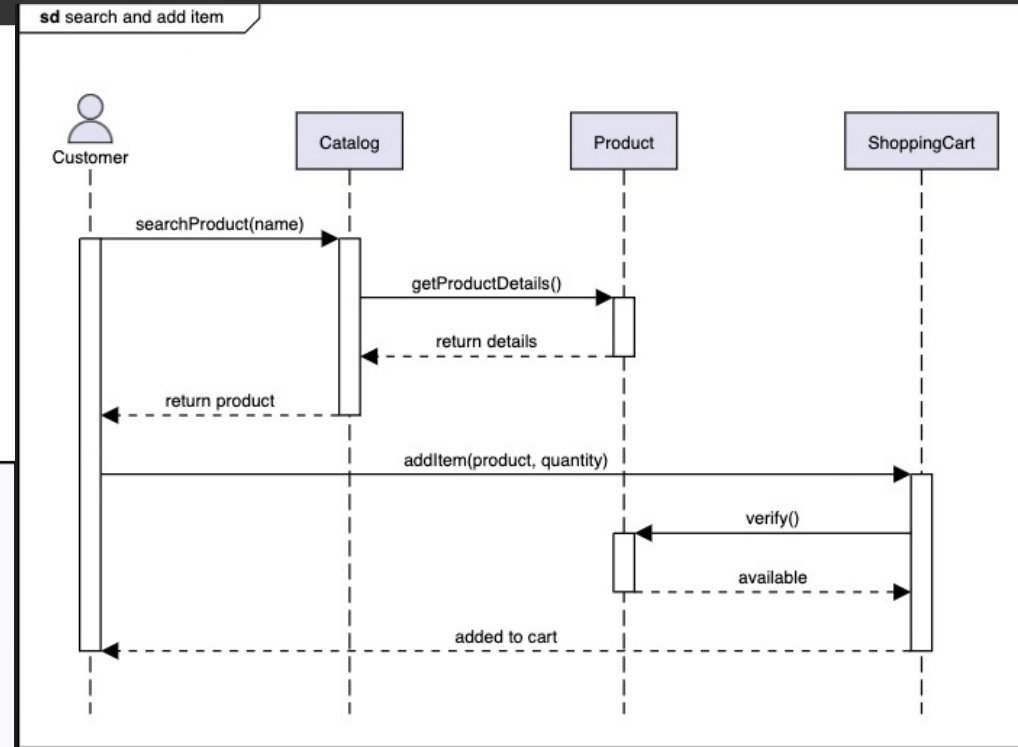 sd search and add item
Customer
Catalog
Product
ShoppingCart
searchProduct(name)
getProductDetails()
return details
return product
addItem(product, quantity)
verify()
available
added to cart